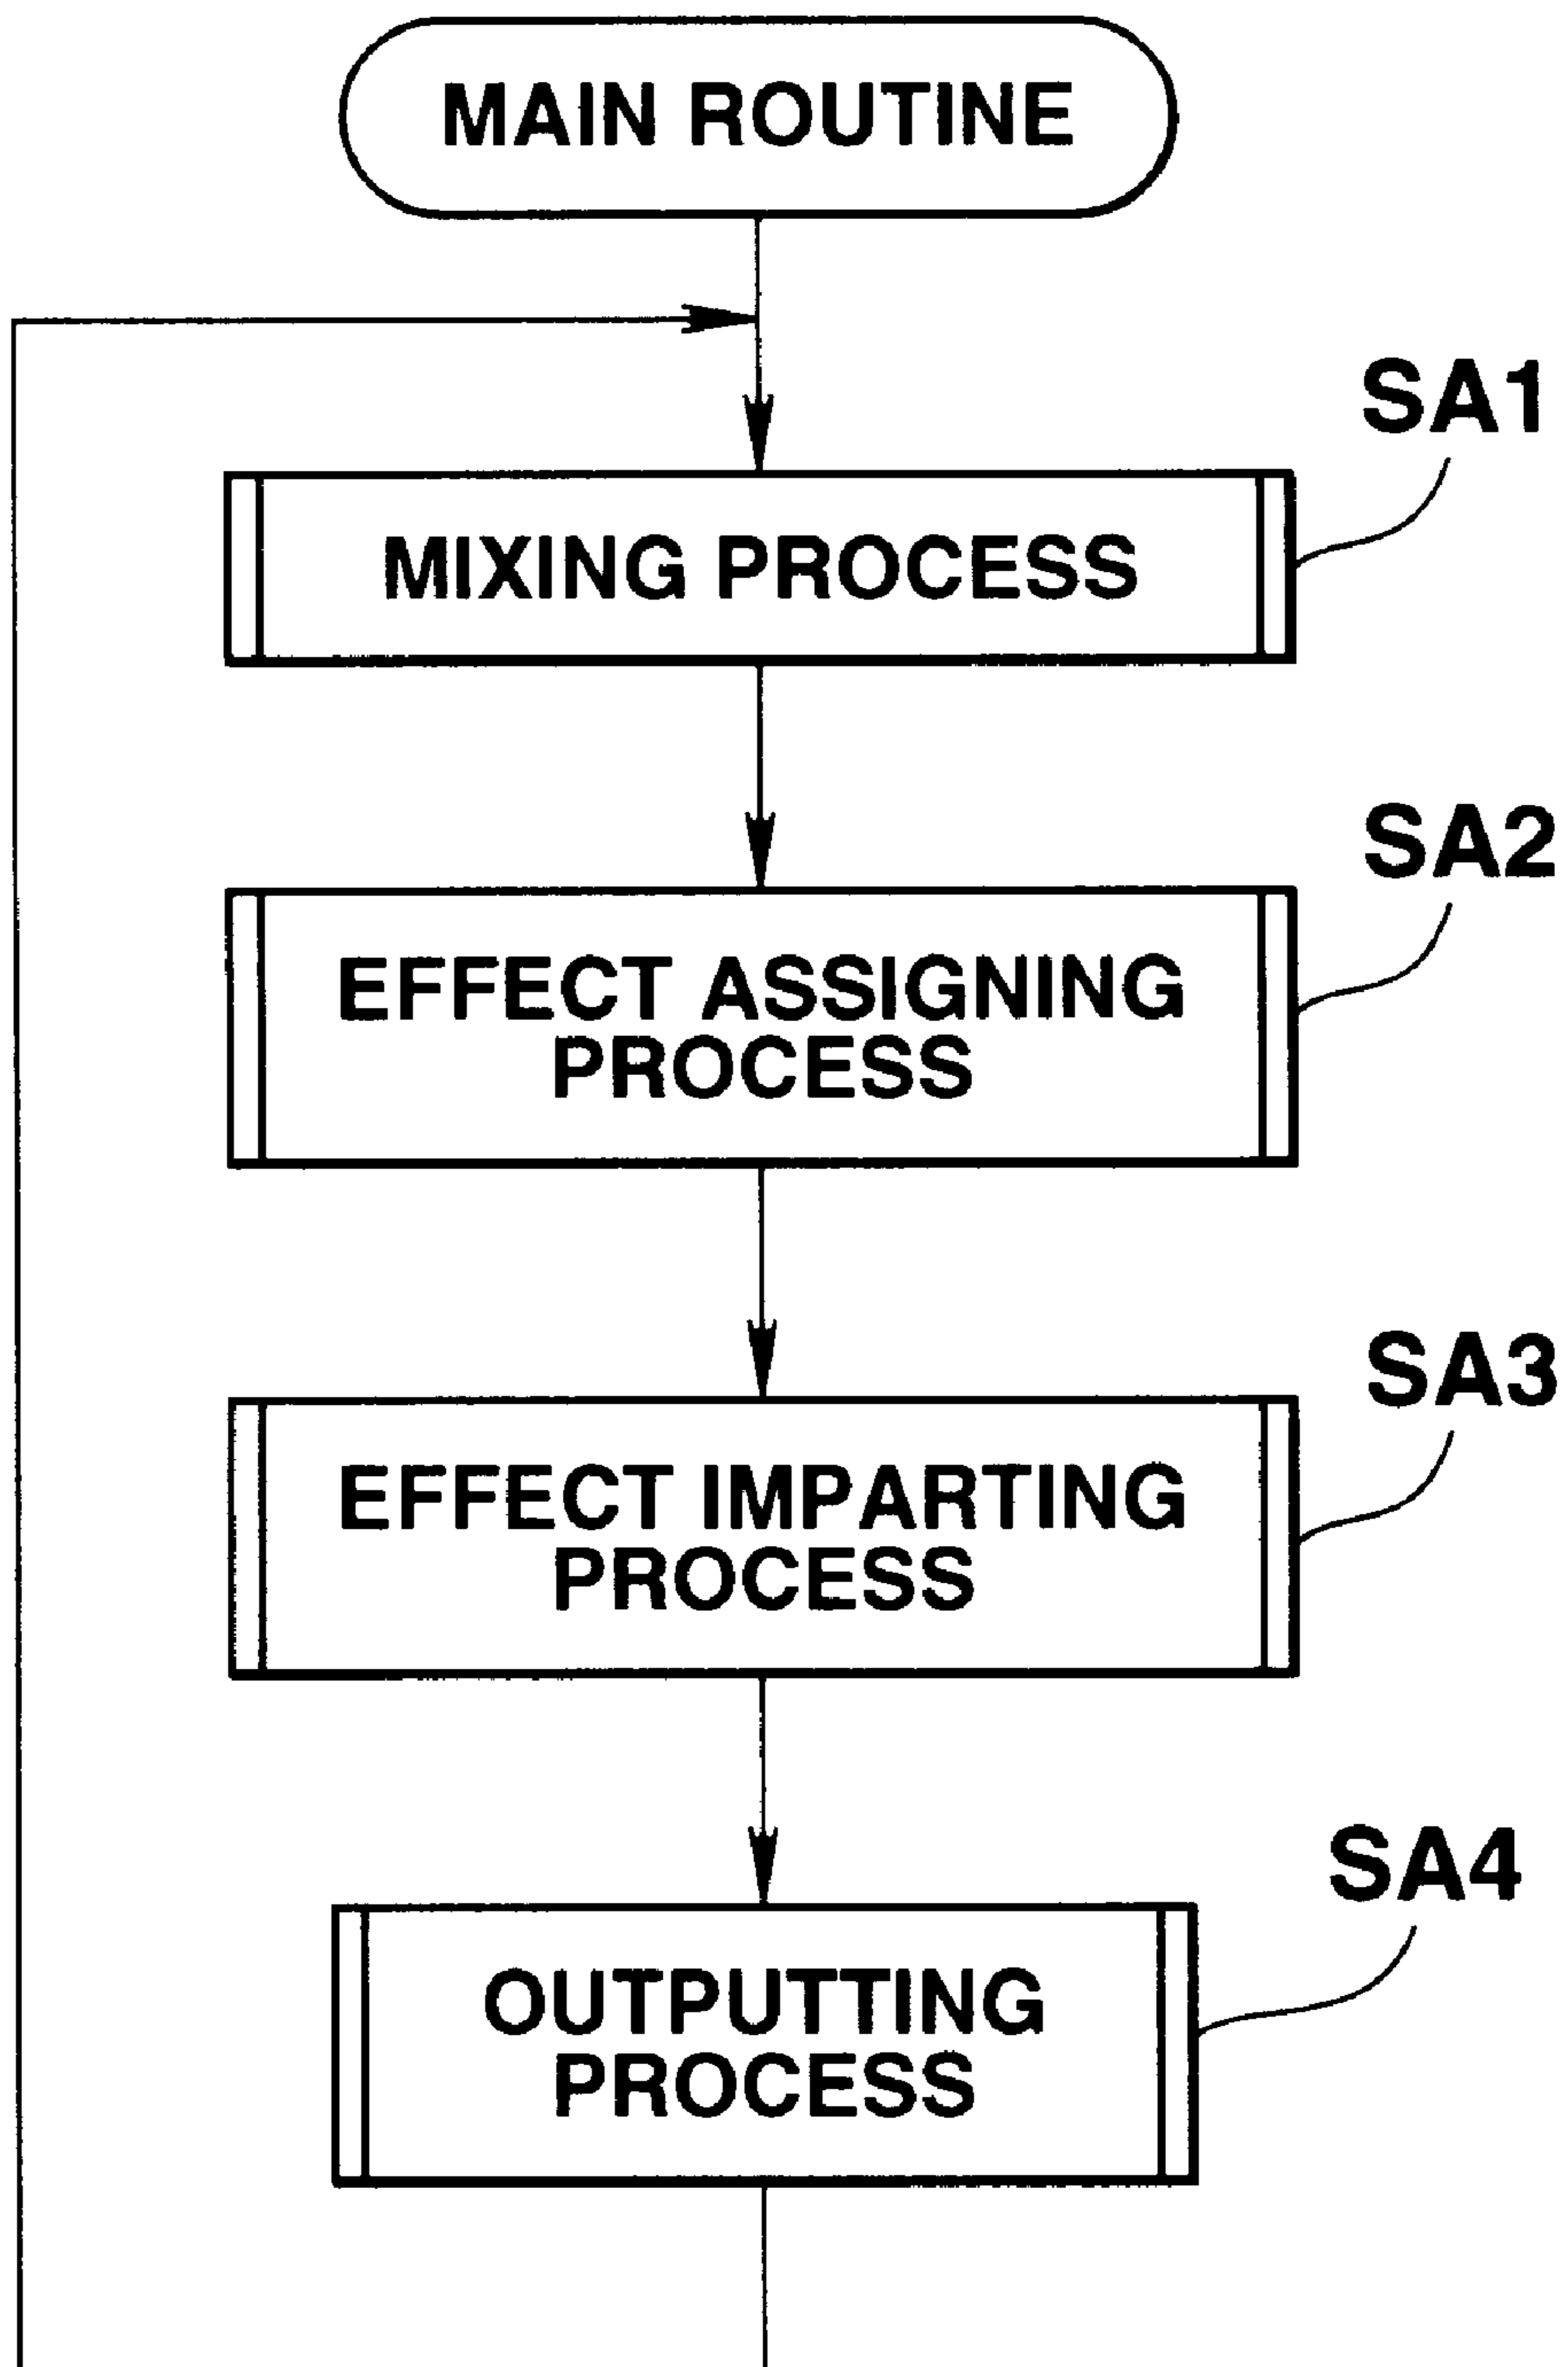 MAIN ROUTINE
SA1
MIXING PROCESS
SA2
EFFECT ASSIGNING
PROCESS
SA3
EFFECT IMPARTING
PROCESS
SA4
OUTPUTTING
PROCESS